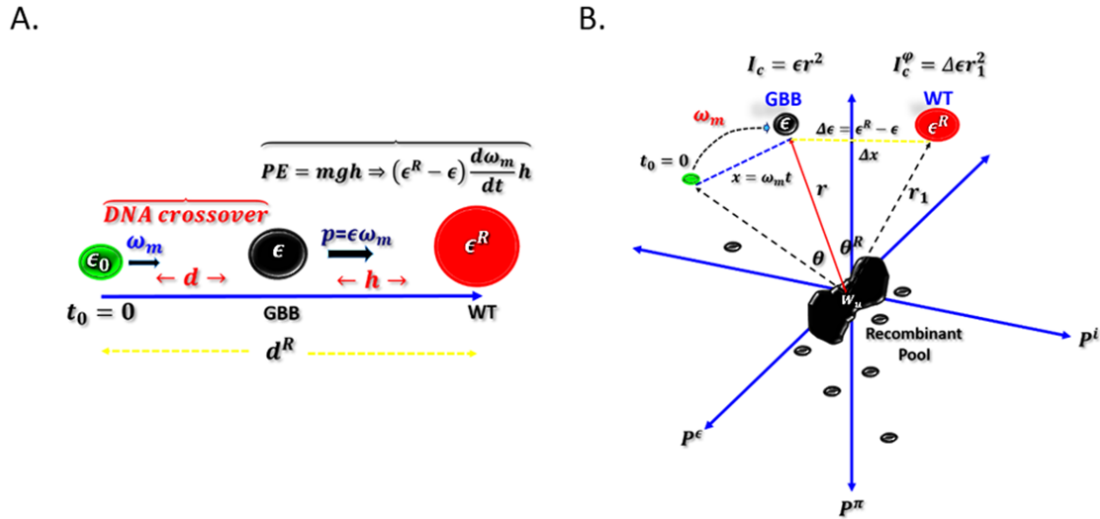 A.
PE = mgh ⇒ (ϵ^R − ϵ) dω_m/dt h
DNA crossover
ω_m
p=ϵω_m
ϵ_0
ϵ
ϵ^R
← d →
← h →
t_0 = 0
GBB
WT
d^R
B.
I_c = ϵr^2
I_c^φ = Δϵr_1^2
GBB
WT
ω_m
ϵ
Δϵ = ϵ^R − ϵ
ϵ^R
t_0 = 0
Δx
x = ω_m t
r
r_1
θ
θ^R
Recombinant
Pool
P^i
P^ϵ
P^π